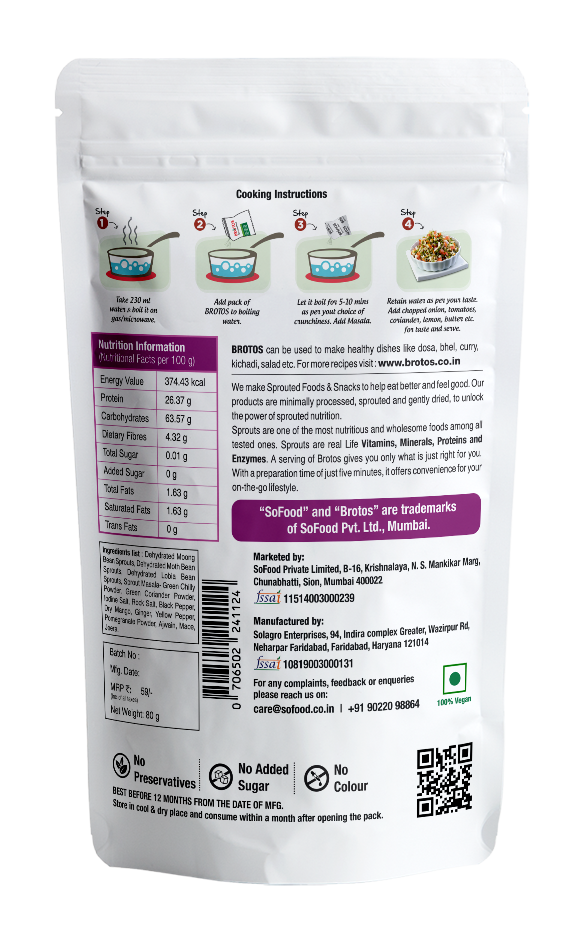 Cooking Instructions
Step
1
Step
2
Step
3
Step
4
Take 230 ml
water & boil it on
gas/microwave.
Add pack of
BROTOS to boiling
water.
Let it boil for 5-10 mins
as per your choice of
crunchiness. Add Masala.
Retain water as per your taste.
Add chopped onion, tomatoes,
coriander, lemon, butter etc.
for taste and serve.
Nutrition Information
(Nutritional Facts per 100 g)
Energy Value 374.43 kcal
Protein 26.37 g
Carbohydrates 63.57 g
Dietary Fibres 4.32 g
Total Sugar 0.01 g
Added Sugar 0 g
Total Fats 1.63 g
Saturated Fats 1.63 g
Trans Fats 0 g
BROTOS can be used to make healthy dishes like dosa, bhel, curry,
kichadi, salad etc. For more recipes visit: www.brotos.co.in
We make Sprouted Foods & Snacks to help eat better and feel good. Our
products are minimally processed, sprouted and gently dried, to unlock
the power of sprouted nutrition.
Sprouts are one of the most nutritious and wholesome foods among all
tested ones. Sprouts are real Life Vitamins, Minerals, Proteins and
Enzymes. A serving of Brotos gives you only what is just right for you.
With a preparation time of just five minutes, it offers convenience for your
on-the-go lifestyle.
“SoFood” and “Brotos” are trademarks
of SoFood Pvt. Ltd., Mumbai.
Ingredients list : Dehydrated Moong
Bean Sprouts, Dehydrated Moth Bean
Sprouts, Dehydrated Lobia Bean
Sprouts, Sprout Masala- Green Chilly
Powder, Green Coriander Powder,
Iodine Salt, Rock Salt, Black Pepper,
Dry Mango, Ginger, Yellow Pepper,
Pomegranate Powder, Ajwain, Mace,
Jeera.
Batch No :
Mfg. Date:
MRP ₹: 59/-
Net Weight: 80 g
0 706502 241124
Marketed by:
SoFood Private Limited, B-16, Krishnalaya, N. S. Mankikar Marg,
Chunabhatti, Sion, Mumbai 400022
fssai 11514003000239
Manufactured by:
Solagro Enterprises, 94, Indira complex Greater, Wazirpur Rd,
Neharpar Faridabad, Faridabad, Haryana 121014
fssai 10819003000131
For any complaints, feedback or enqueries
please reach us on:
care@sofood.co.in | +91 90220 98864
100% Vegan
No
Preservatives
No Added
Sugar
No
Colour
BEST BEFORE 12 MONTHS FROM THE DATE OF MFG.
Store in cool & dry place and consume within a month after opening the pack.